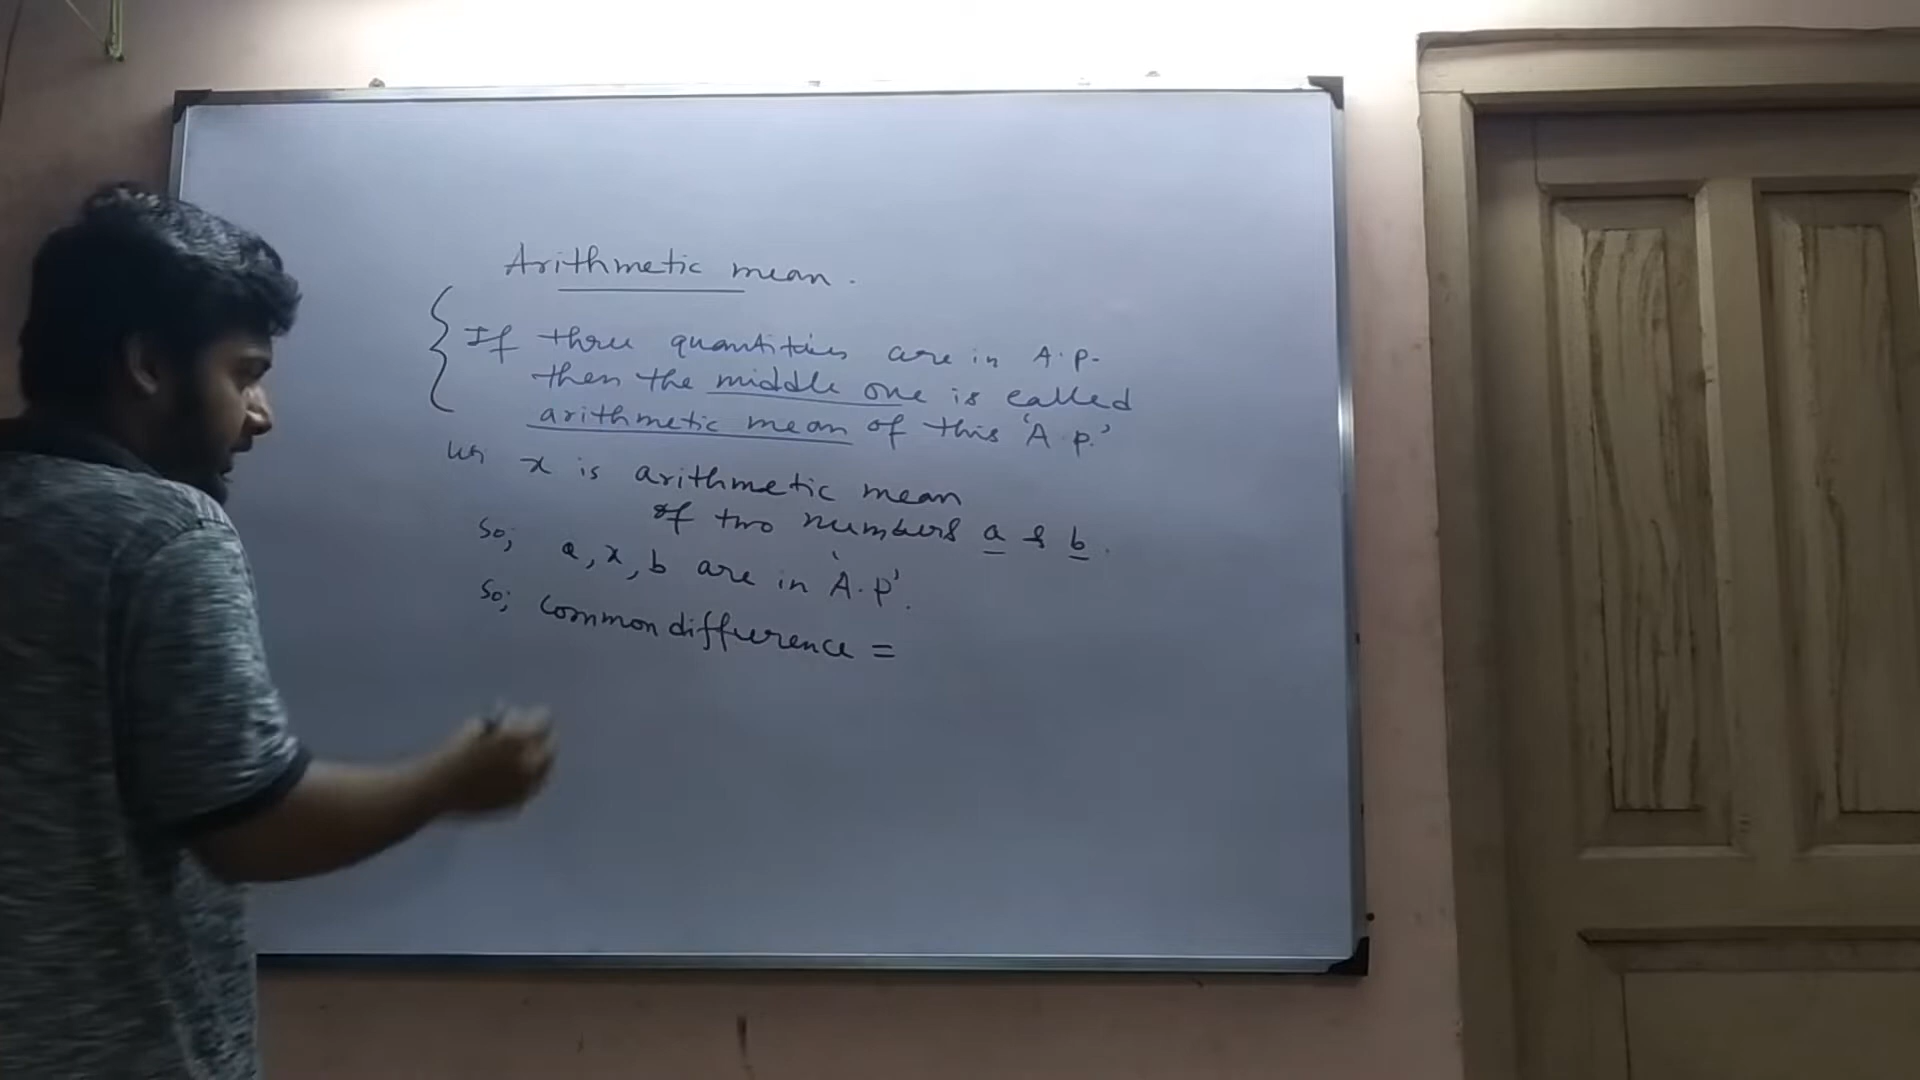 Arithmetic mean.
If three quantities are in A.P.
then the middle one is called
arithmetic mean of this 'A.P.'
let x is arithmetic mean
of two numbers a & b.
So; a, x, b are in 'A.P'.
So; common difference =